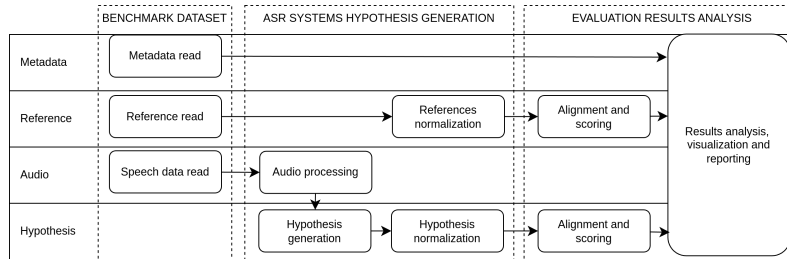 BENCHMARK DATASET
ASR SYSTEMS HYPOTHESIS GENERATION
EVALUATION RESULTS ANALYSIS
Metadata
Metadata read
Reference
Reference read
References
normalization
Alignment and
scoring
Results analysis,
visualization and
reporting
Audio
Speech data read
Audio processing
Hypothesis
Hypothesis
generation
Hypothesis
normalization
Alignment and
scoring